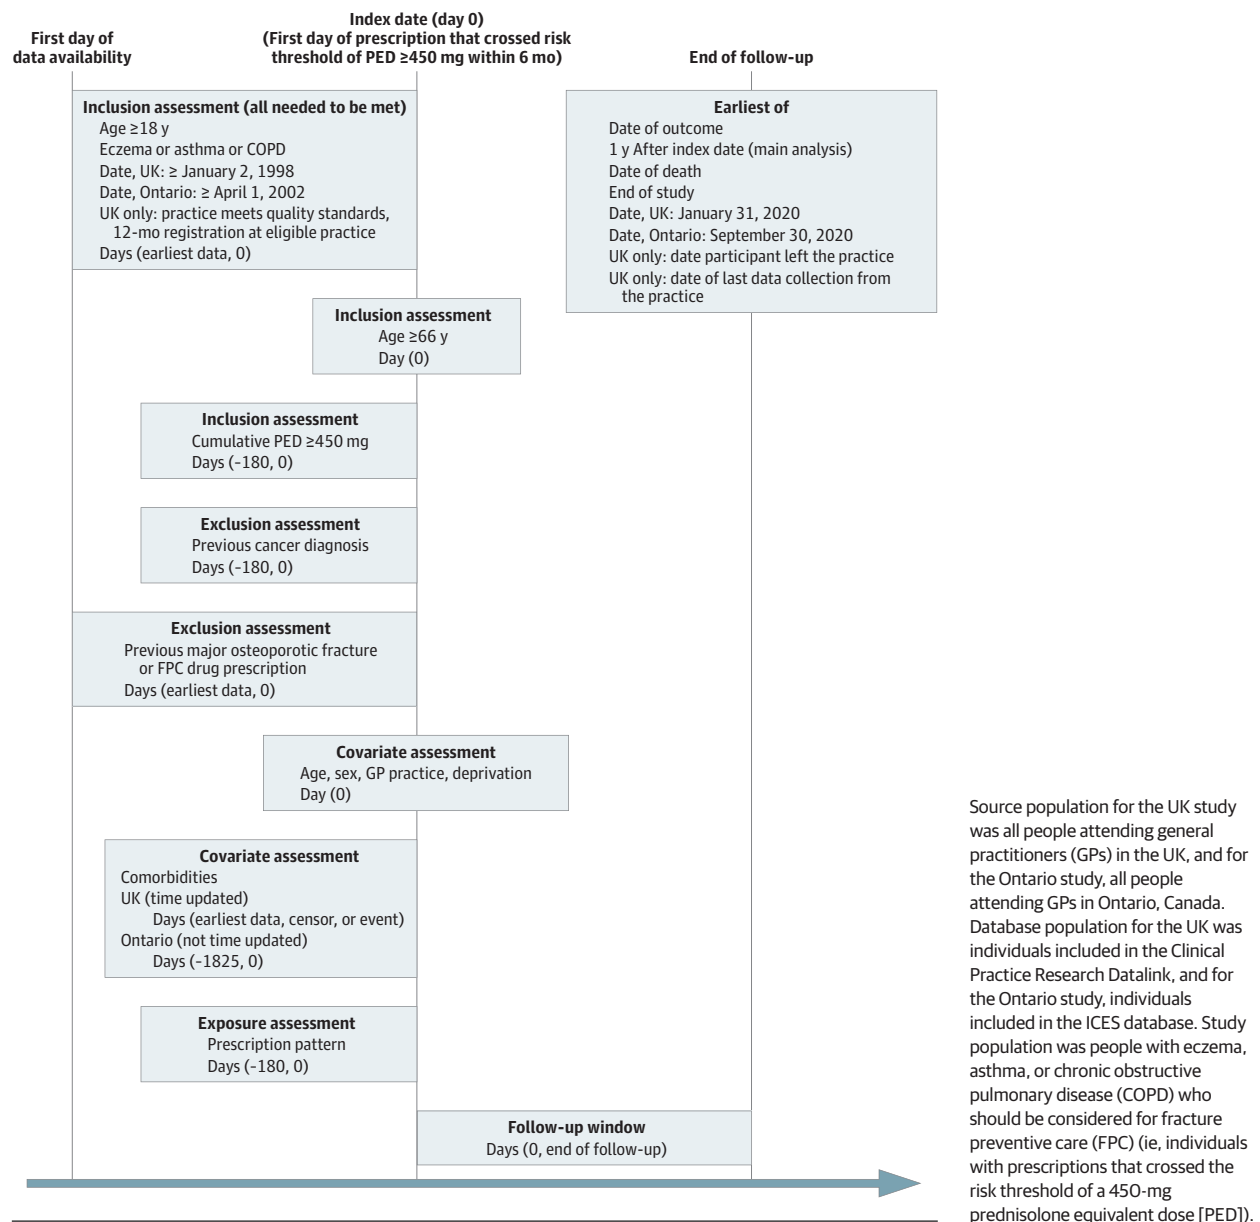 First day of
data availability
Index date (day 0)
(First day of prescription that crossed risk
threshold of PED ≥450 mg within 6 mo)
End of follow-up
Inclusion assessment (all needed to be met)
Age ≥18 y
Eczema or asthma or COPD
Date, UK: ≥ January 2, 1998
Date, Ontario: ≥ April 1, 2002
UK only: practice meets quality standards,
12-mo registration at eligible practice
Days (earliest data, 0)
Earliest of
Date of outcome
1 y After index date (main analysis)
Date of death
End of study
Date, UK: January 31, 2020
Date, Ontario: September 30, 2020
UK only: date participant left the practice
UK only: date of last data collection from
the practice
Inclusion assessment
Age ≥66 y
Day (0)
Inclusion assessment
Cumulative PED ≥450 mg
Days (-180, 0)
Exclusion assessment
Previous cancer diagnosis
Days (-180, 0)
Exclusion assessment
Previous major osteoporotic fracture
or FPC drug prescription
Days (earliest data, 0)
Covariate assessment
Age, sex, GP practice, deprivation
Day (0)
Covariate assessment
Comorbidities
UK (time updated)
Days (earliest data, censor, or event)
Ontario (not time updated)
Days (-1825, 0)
Exposure assessment
Prescription pattern
Days (-180, 0)
Follow-up window
Days (0, end of follow-up)
Source population for the UK study
was all people attending general
practitioners (GPs) in the UK, and for
the Ontario study, all people
attending GPs in Ontario, Canada.
Database population for the UK was
individuals included in the Clinical
Practice Research Datalink, and for
the Ontario study, individuals
included in the ICES database. Study
population was people with eczema,
asthma, or chronic obstructive
pulmonary disease (COPD) who
should be considered for fracture
preventive care (FPC) (ie, individuals
with prescriptions that crossed the
risk threshold of a 450-mg
prednisolone equivalent dose [PED]).